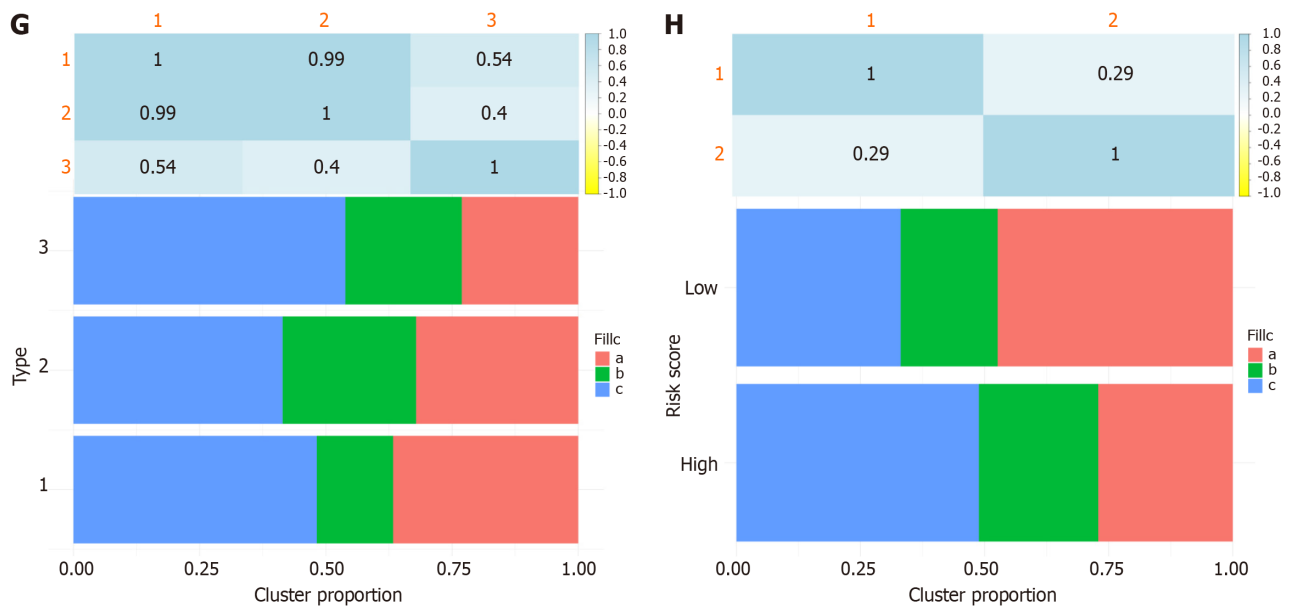 G
1 2 3
1 1 0.99 0.54
2 0.99 1 0.4
3 0.54 0.4 1
1.0
0.8
0.6
0.4
0.2
0.0
-0.2
-0.4
-0.6
-0.8
-1.0
3
2
1
Type
Fillc
a
b
c
0.00 0.25 0.50 0.75 1.00
Cluster proportion
H
1 2
1 1 0.29
2 0.29 1
1.0
0.8
0.6
0.4
0.2
0.0
-0.2
-0.4
-0.6
-0.8
-1.0
Low
High
Risk score
Fillc
a
b
c
0.00 0.25 0.50 0.75 1.00
Cluster proportion